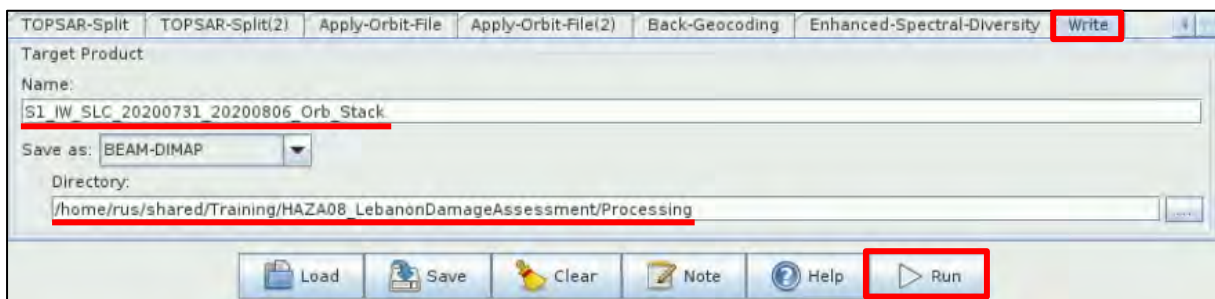 TOPSAR-Split TOPSAR-Split(2) Apply-Orbit-File Apply-Orbit-File(2) Back-Geocoding Enhanced-Spectral-Diversity Write
Target Product
Name:
S1_IW_SLC_20200731_20200806_Orb_Stack
Save as: BEAM-DIMAP
Directory:
/home/rus/shared/Training/HAZA08_LebanonDamageAssessment/Processing
...
Load Save Clear Note Help Run